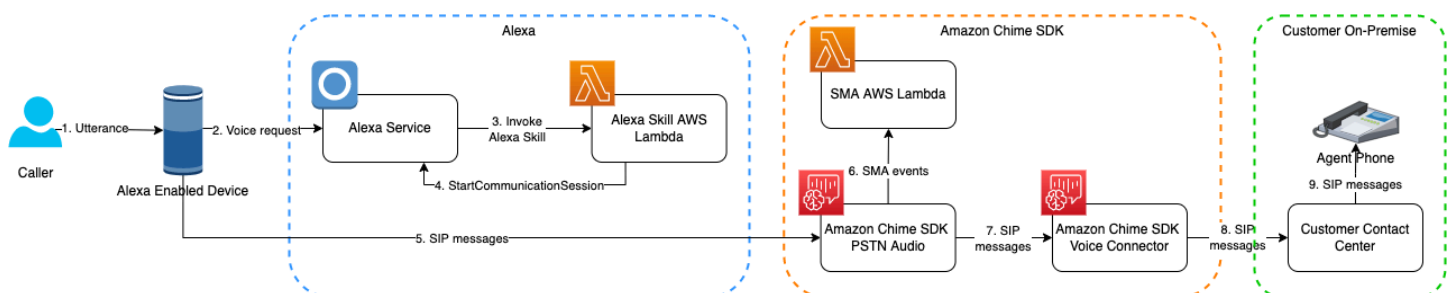 Alexa
Amazon Chime SDK
Customer On-Premise
SMA AWS Lambda
1. Utterance
2. Voice request
Alexa Service
3. Invoke
Alexa Skill
Alexa Skill AWS
Lambda
Caller
Alexa Enabled Device
4. StartCommunicationSession
6. SMA events
Agent Phone
9. SIP messages
5. SIP messages
Amazon Chime SDK
PSTN Audio
7. SIP
messages
Amazon Chime SDK
Voice Connector
8. SIP
messages
Customer Contact
Center